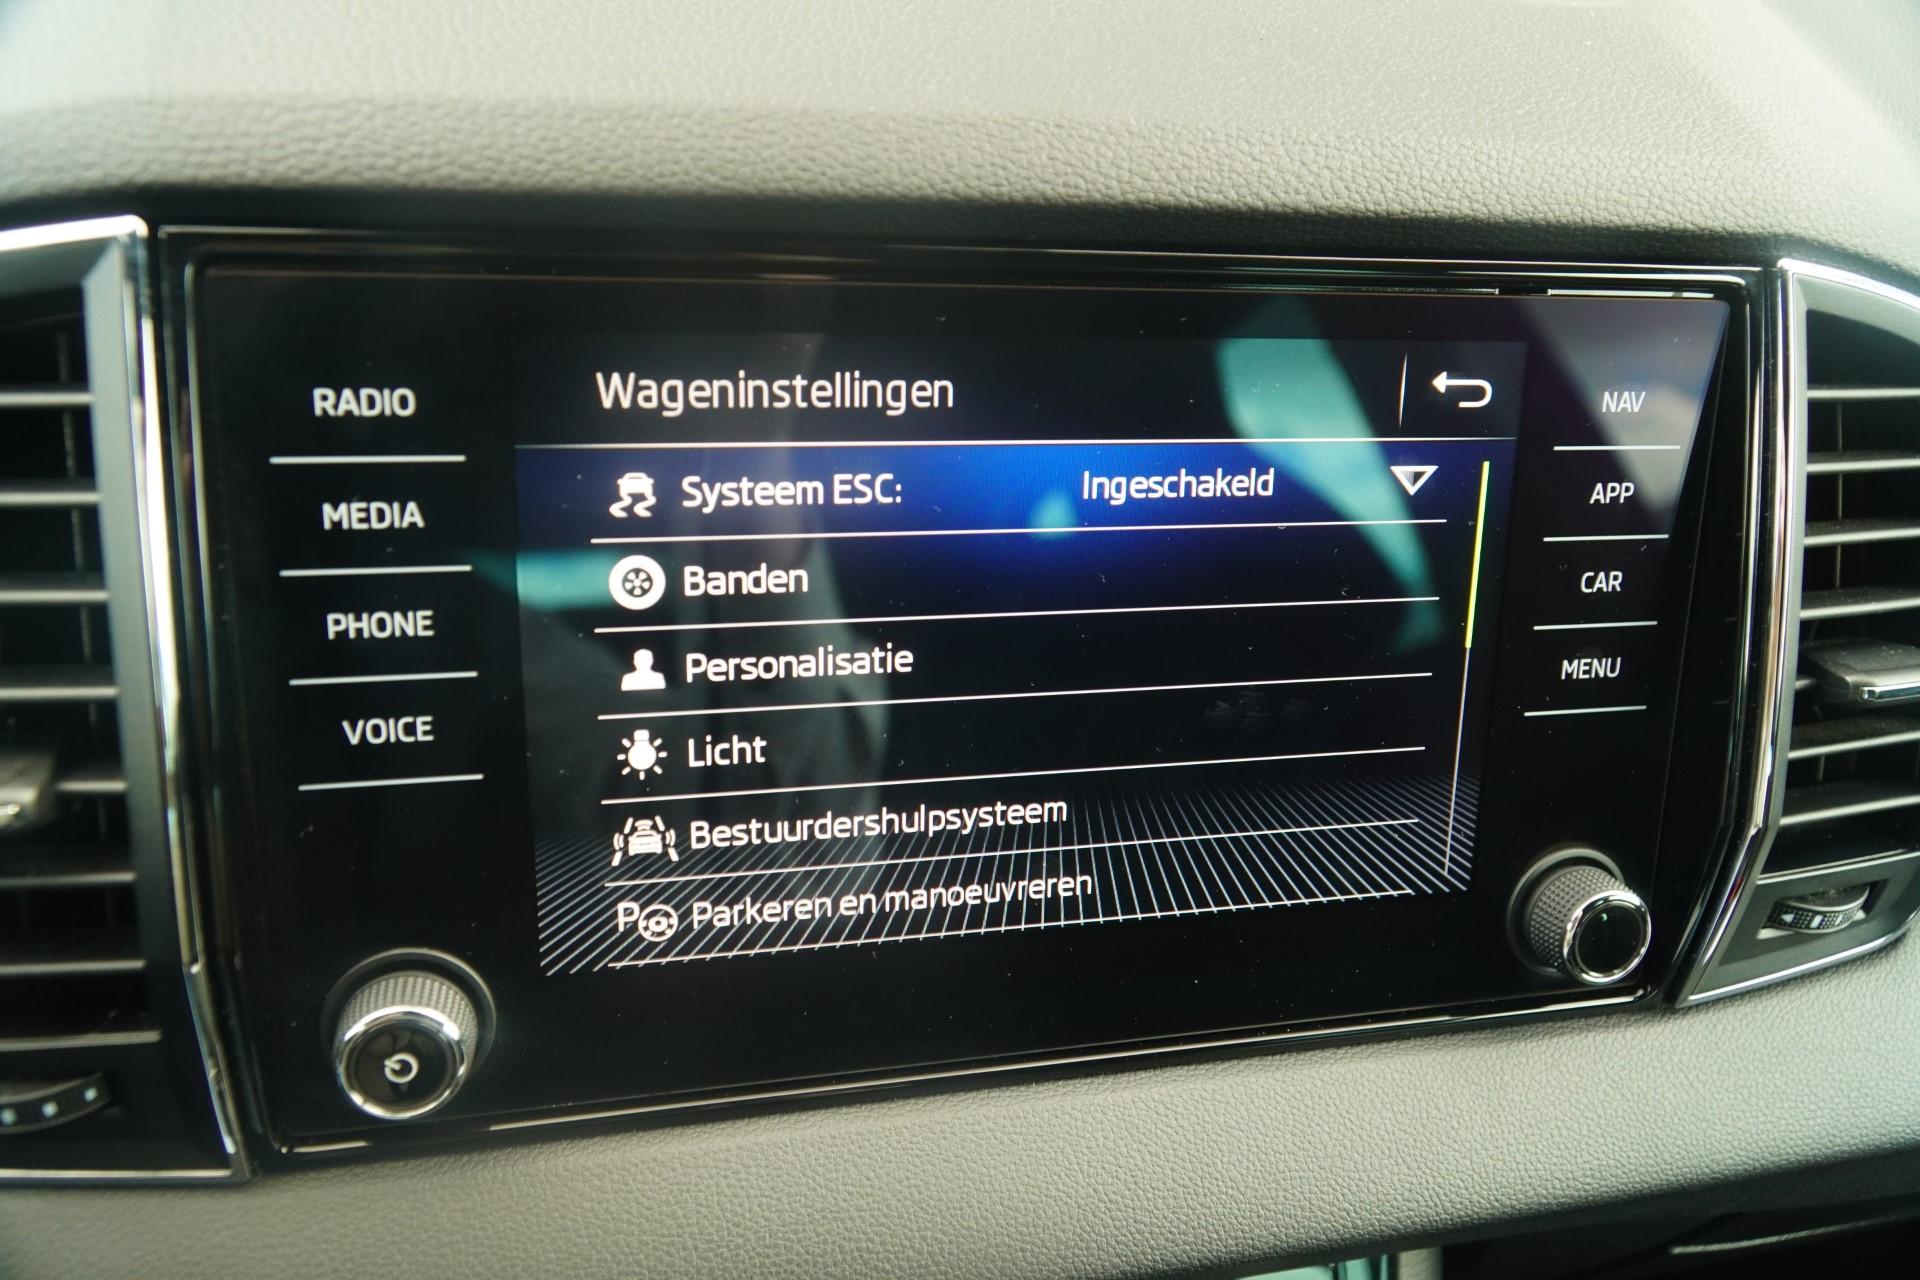 RADIO
MEDIA
PHONE
VOICE
Wageninstellingen
Systeem ESC: Ingeschakeld
Banden
Personalisatie
Licht
Bestuurdershulpsysteem
P Parkeren en manoeuvreren
NAV
APP
CAR
MENU